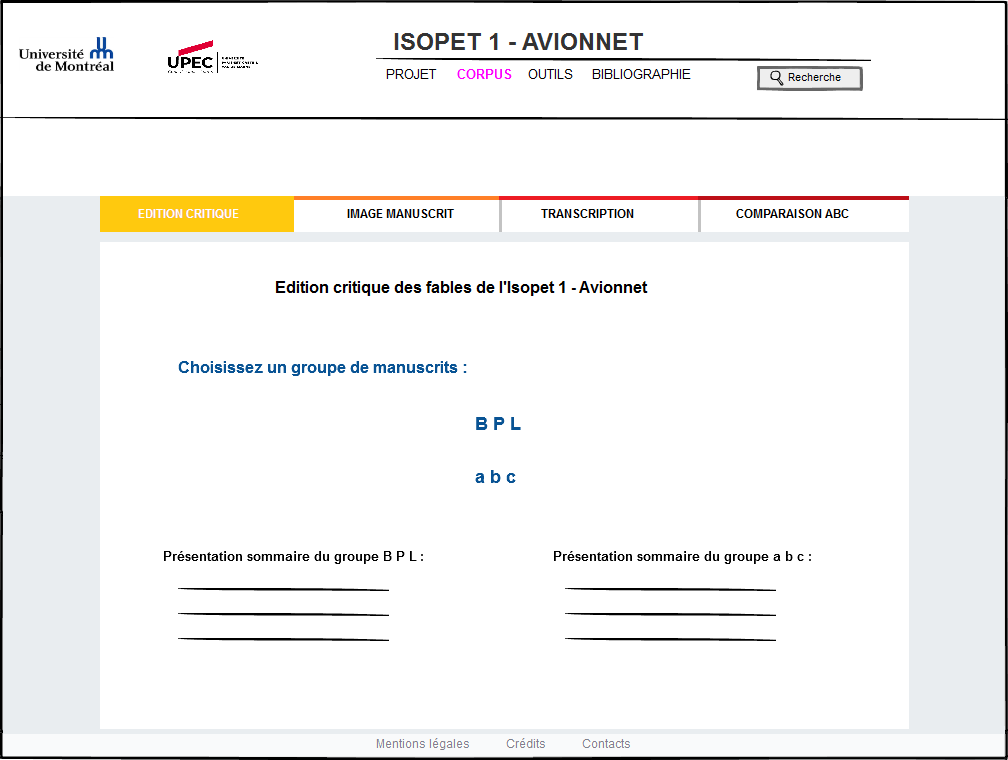 Université
de Montréal
UPEC
ISOPET 1 - AVIONNET
PROJET CORPUS OUTILS BIBLIOGRAPHIE
Recherche
EDITION CRITIQUE IMAGE MANUSCRIT TRANSCRIPTION COMPARAISON ABC
Edition critique des fables de l'Isopet 1 - Avionnet
Choisissez un groupe de manuscrits :
B P L
a b c
Présentation sommaire du groupe B P L : Présentation sommaire du groupe a b c :
Mentions légales Crédits Contacts